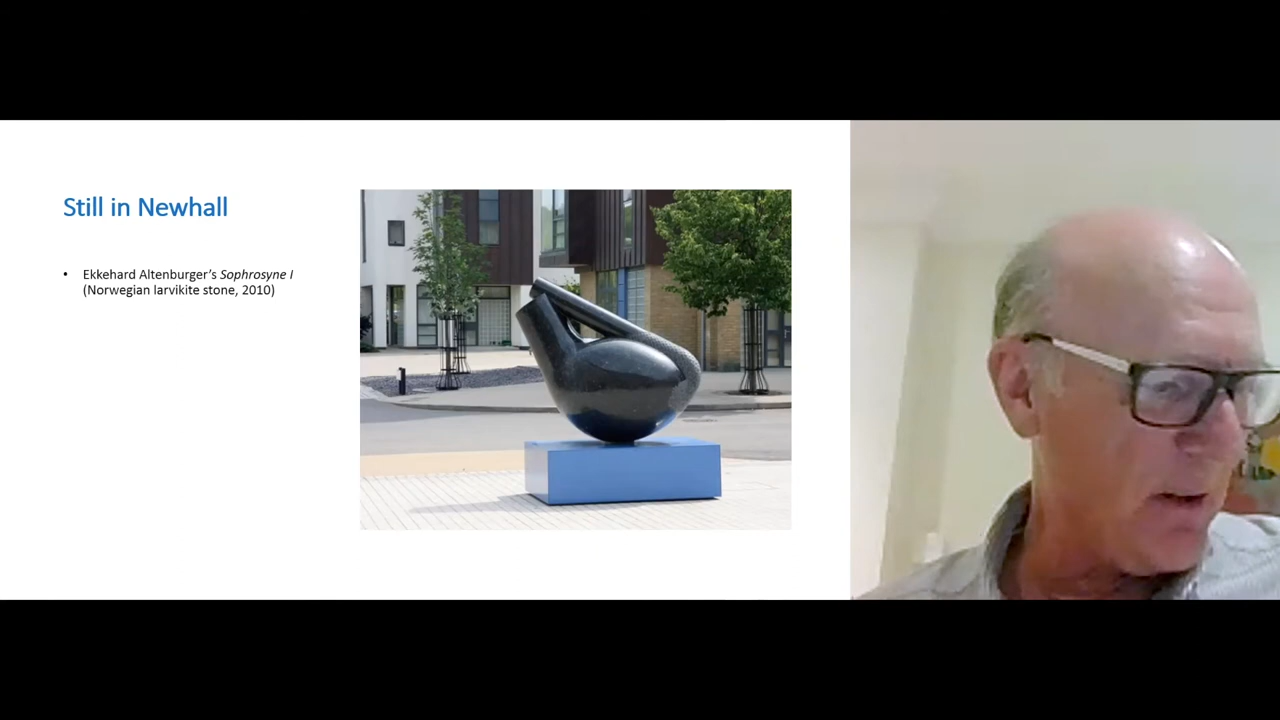 Still in Newhall
• Ekkehard Altenburger's Sophrosyne I
(Norwegian larvikite stone, 2010)